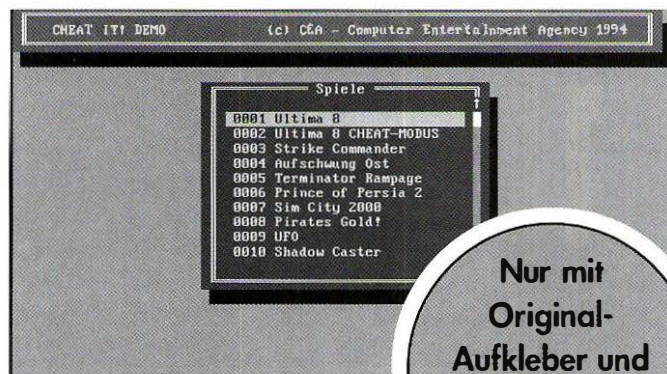 CHEAT IT! DEMO (c) CEA - Computer Entertainment Agency 1994
Spiele
0001 Ultima 8
0002 Ultima 8 CHEAT-MODUS
0003 Strike Commander
0004 Aufschwung Ost
0005 Terminator Rampage
0006 Prince of Persia 2
0007 Sim City 2000
0008 Pirates Gold!
0009 UFO
0010 Shadow Caster
Nur mit
Original-
Aufkleber und